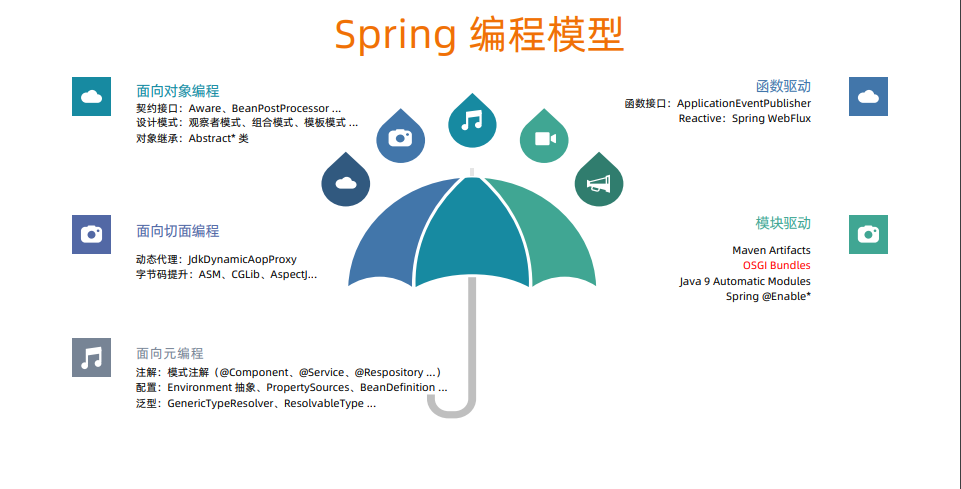 Spring 编程模型
面向对象编程
契约接口：Aware、BeanPostProcessor ...
设计模式：观察者模式、组合模式、模板模式 ...
对象继承：Abstract* 类
面向切面编程
动态代理：JdkDynamicAopProxy
字节码提升：ASM、CGLib、AspectJ...
面向元编程
注解：模式注解（@Component、@Service、@Respository ...）
配置：Environment 抽象、PropertySources、BeanDefinition ...
泛型：GenericTypeResolver、ResolvableType ...
函数驱动
函数接口：ApplicationEventPublisher
Reactive：Spring WebFlux
模块驱动
Maven Artifacts
OSGI Bundles
Java 9 Automatic Modules
Spring @Enable*